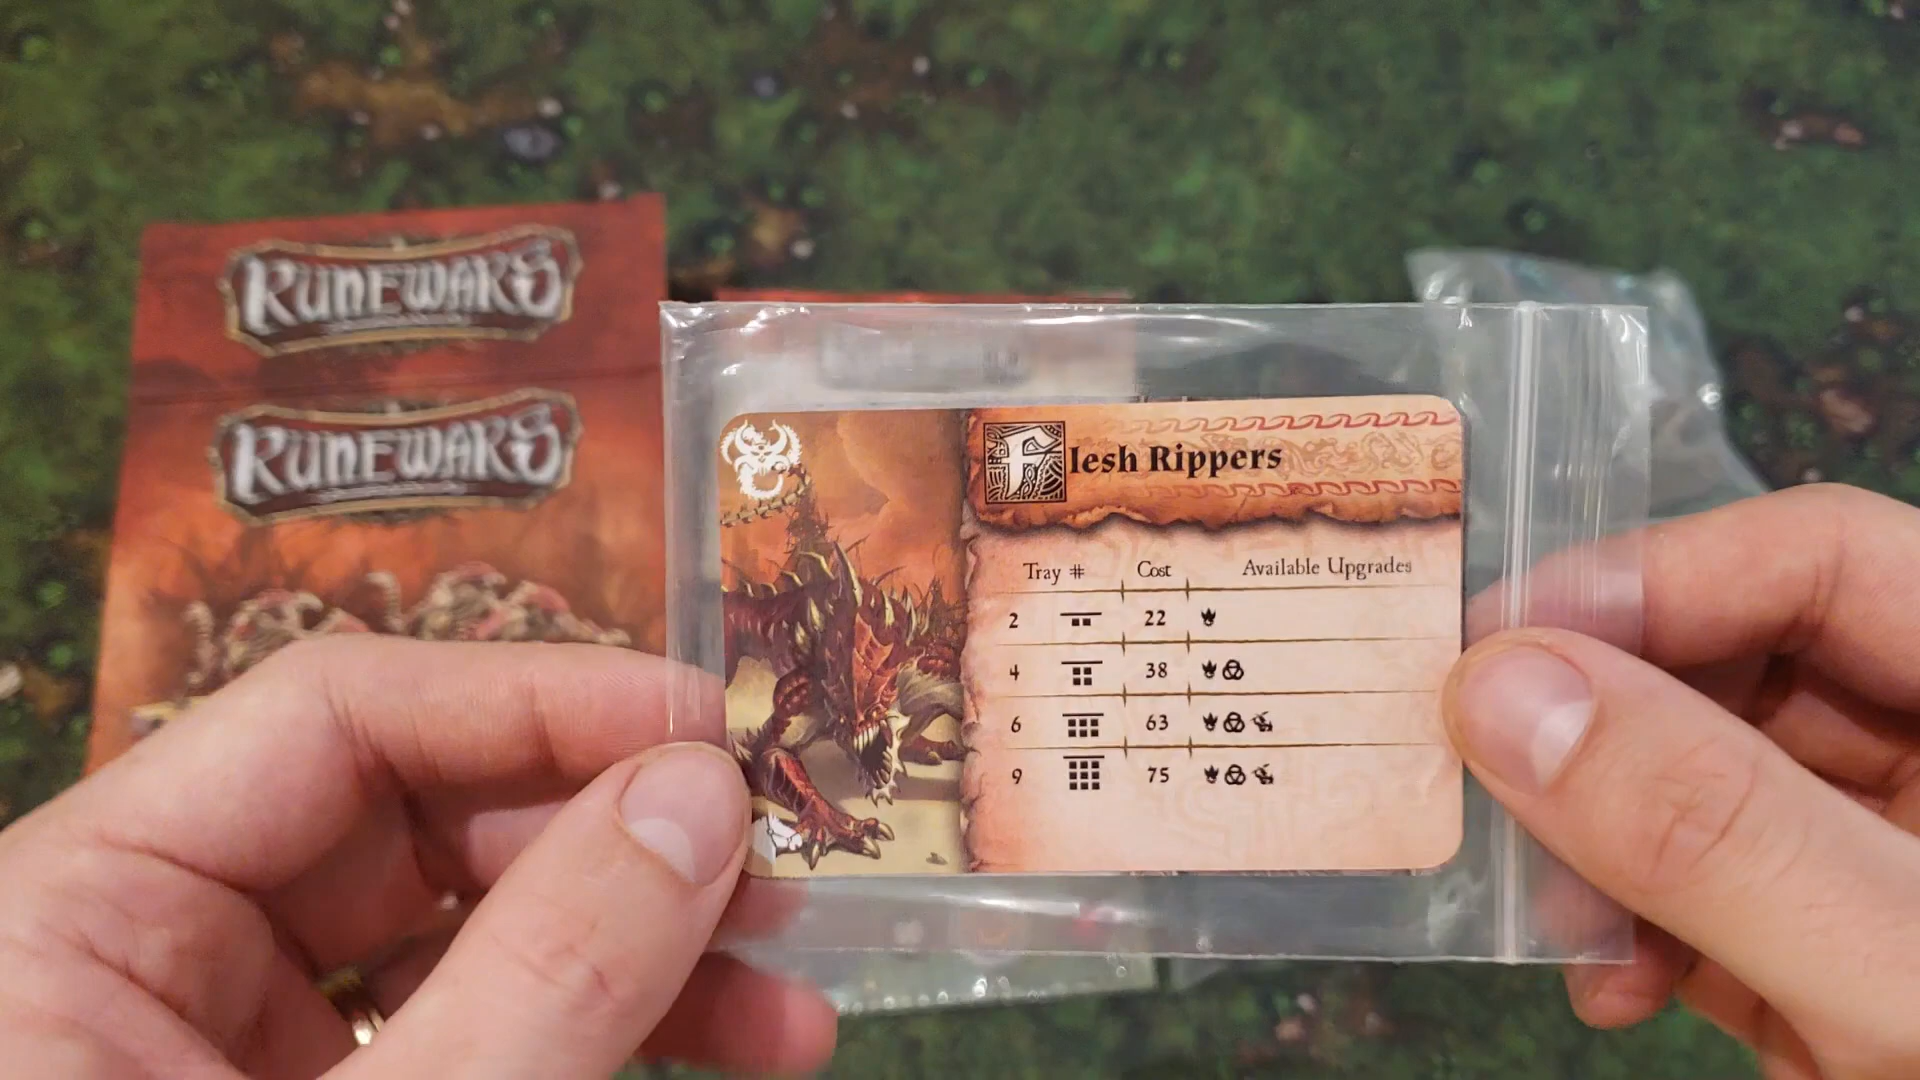 RUNEWARS
RUNEWARS
Flesh Rippers
Tray # Cost Available Upgrades
2 22
4 38
6 63
9 75